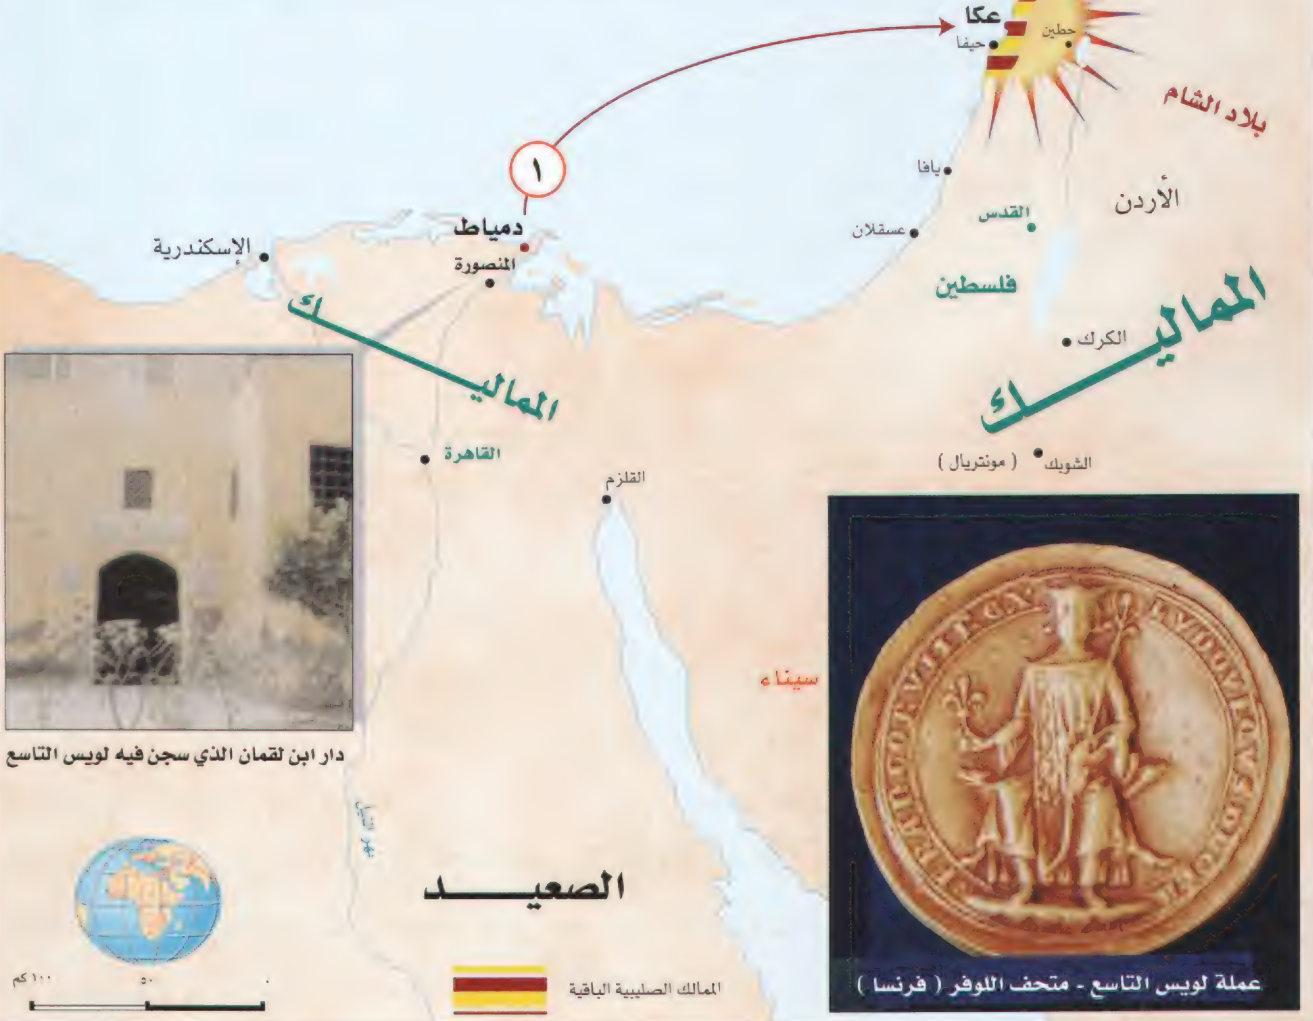 عكا
حطين
حيفا
بلاد الشام
١
يافا
الأردن
القدس
دمياط
عسقلان
الإسكندرية
المنصورة
فلسطين
المماليك
المماليك
الكرك
القاهرة
الشوبك ( مونتريال )
القلزم
سيناء
دار ابن لقمان الذي سجن فيه لويس التاسع
نهر النيل
الصعيد
الممالك الصليبية الباقية
٠ ٥٠ ١٠٠ كم
عملة لويس التاسع - متحف اللوفر ( فرنسا )